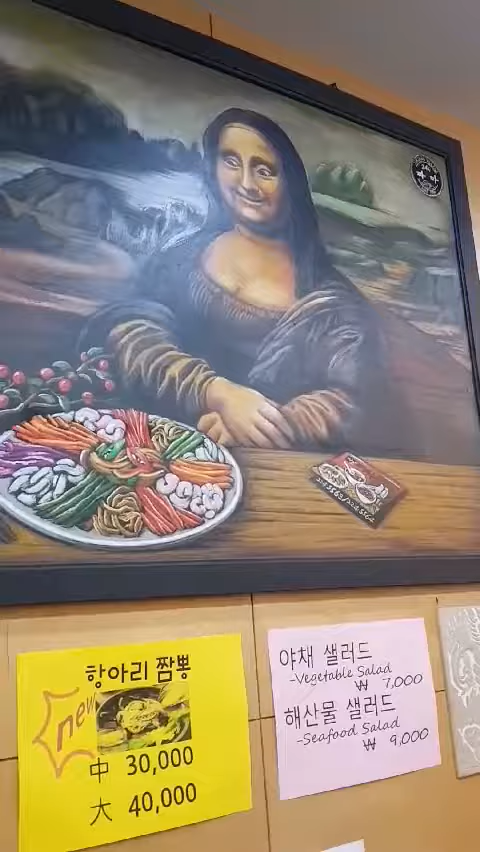 항아리 짬뽕
new
中 30,000
大 40,000
야채 샐러드
-Vegetable Salad
₩ 7,000
해산물 샐러드
-Seafood Salad
₩ 9,000